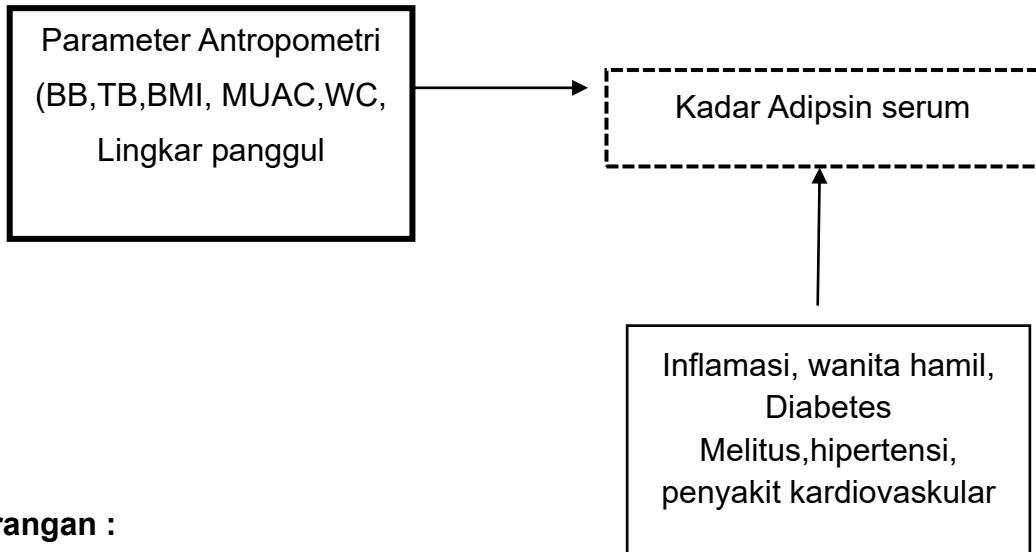 Parameter Antropometri
(BB,TB,BMI, MUAC,WC,
Lingkar panggul
Kadar Adipsin serum
Inflamasi, wanita hamil,
Diabetes
Melitus,hipertensi,
penyakit kardiovaskular
rangan :